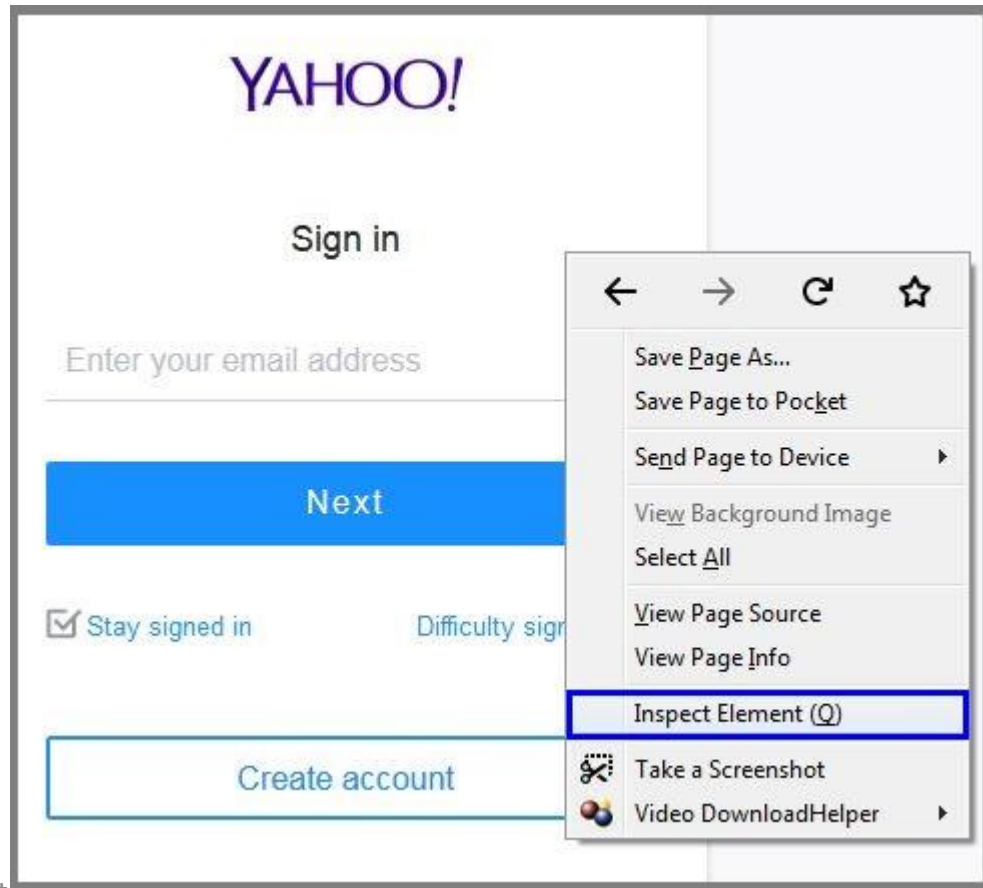 YAHOO!
Sign in
Enter your email address
Next
Stay signed in
Difficulty
Create account
Save Page As...
Save Page to Pocket
Send Page to Device
View Background Image
Select All
View Page Source
View Page Info
Inspect Element (Q)
Take a Screenshot
Video DownloadHelper